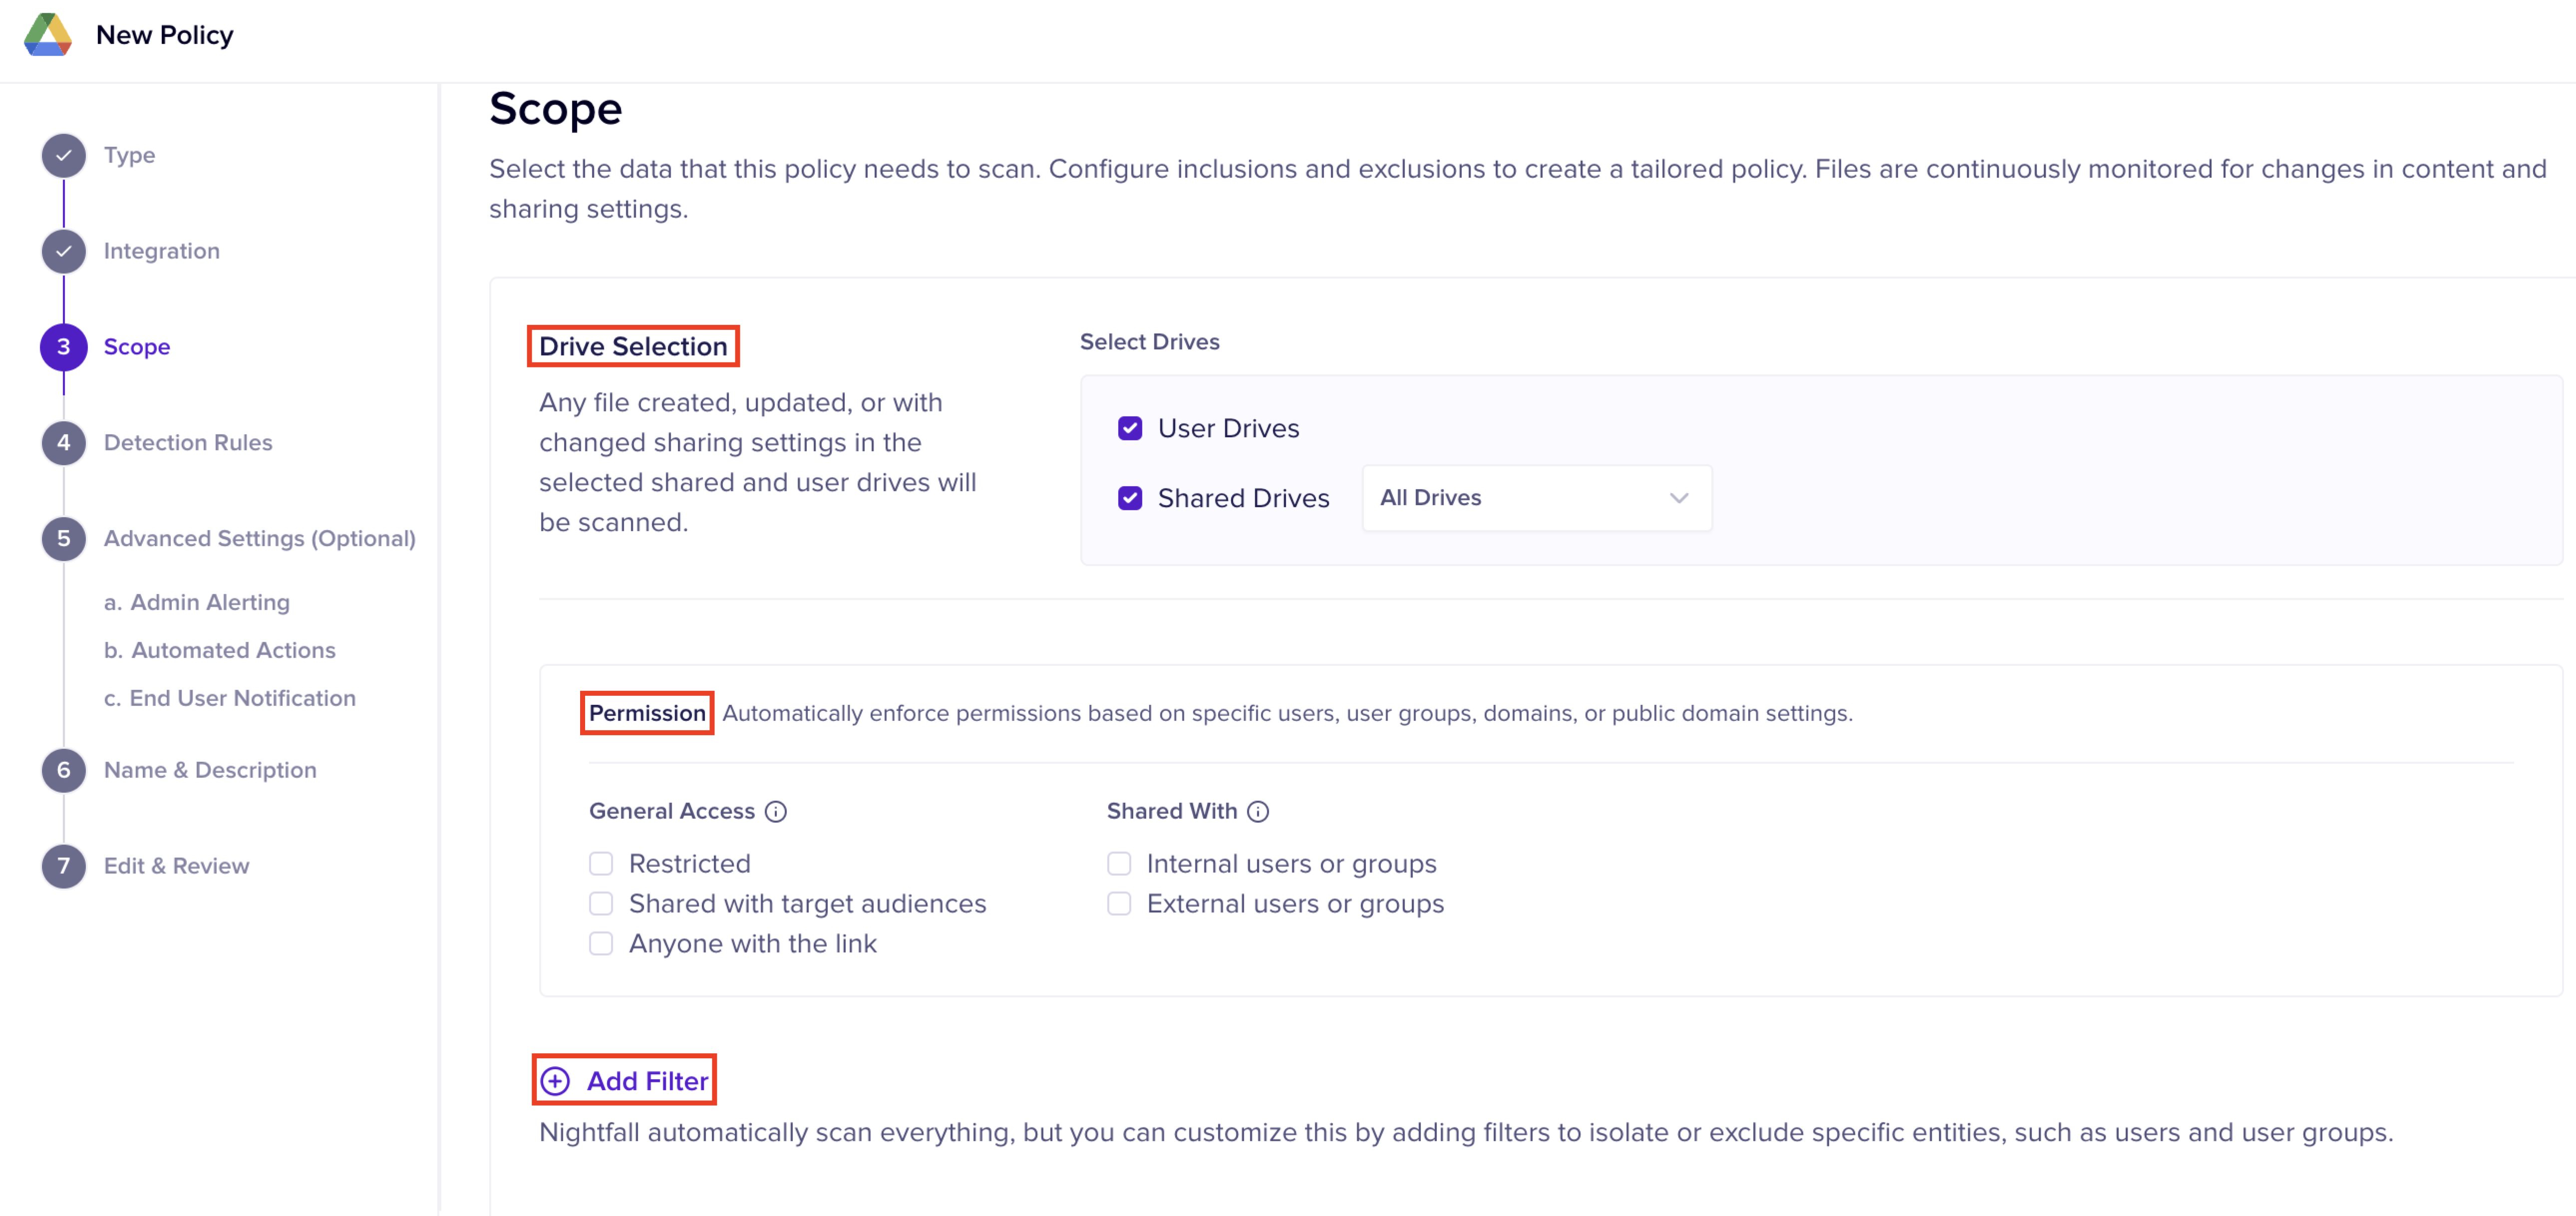 New Policy
Type
Integration
3 Scope
4 Detection Rules
5 Advanced Settings (Optional)
a. Admin Alerting
b. Automated Actions
c. End User Notification
6 Name & Description
7 Edit & Review
Scope
Select the data that this policy needs to scan. Configure inclusions and exclusions to create a tailored policy. Files are continuously monitored for changes in content and
sharing settings.
Drive Selection
Any file created, updated, or with
changed sharing settings in the
selected shared and user drives will
be scanned.
Select Drives
User Drives
Shared Drives All Drives
Permission Automatically enforce permissions based on specific users, user groups, domains, or public domain settings.
General Access
Restricted
Shared with target audiences
Anyone with the link
Shared With
Internal users or groups
External users or groups
Add Filter
Nightfall automatically scan everything, but you can customize this by adding filters to isolate or exclude specific entities, such as users and user groups.